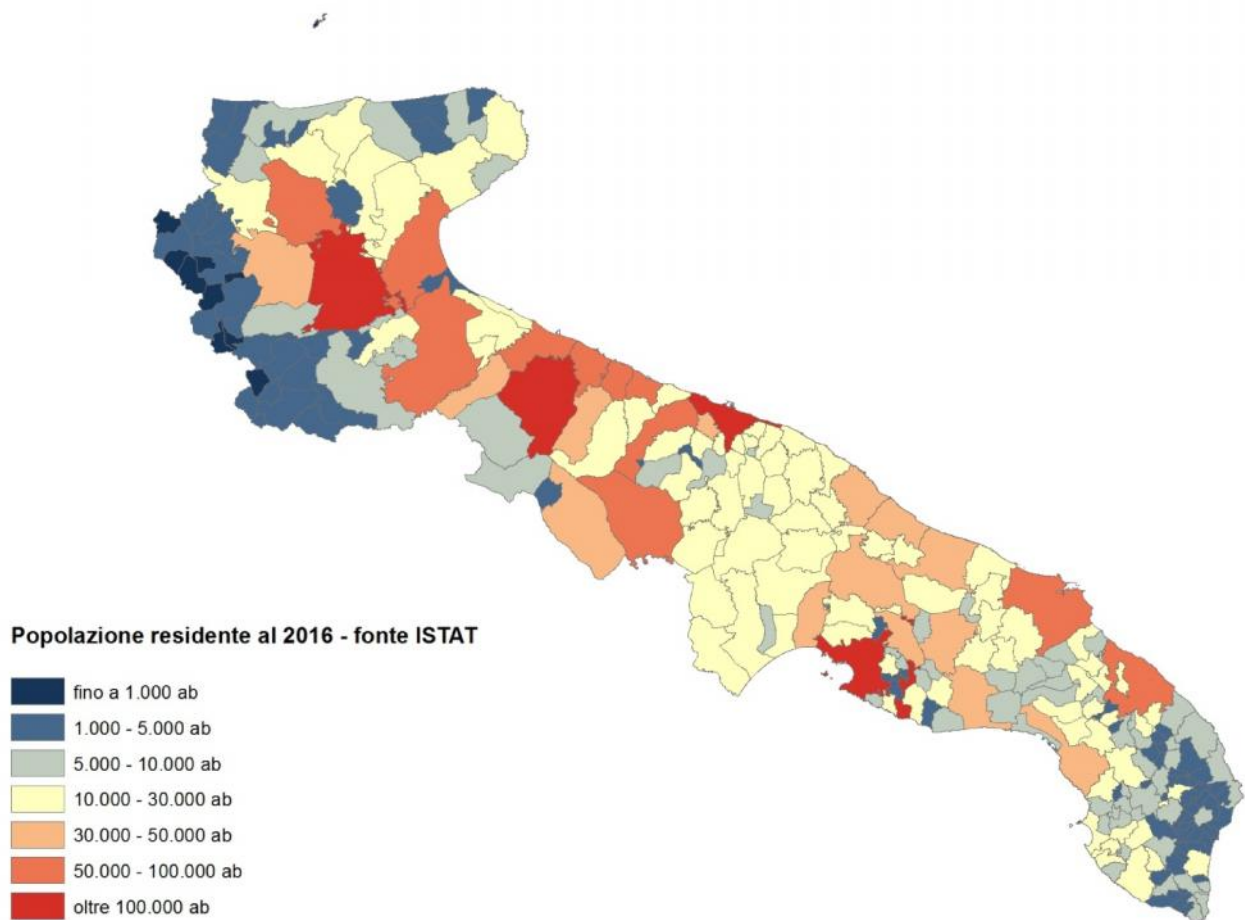 Popolazione residente al 2016 - fonte ISTAT
fino a 1.000 ab
1.000 - 5.000 ab
5.000 - 10.000 ab
10.000 - 30.000 ab
30.000 - 50.000 ab
50.000 - 100.000 ab
oltre 100.000 ab